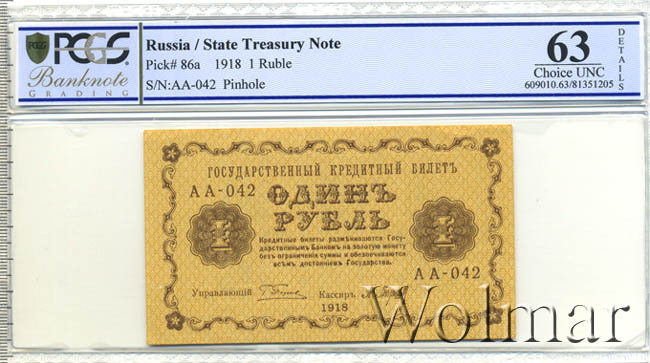 PCGS
Banknote
GRADING
Russia / State Treasury Note
Pick# 86a 1918 1 Ruble
S/N:AA-042 Pinhole
63
Choice UNC
609010.63/81351205
DETAILS
ГОСУДАРСТВЕННЫЙ КРЕДИТНЫЙ БИЛЕТЪ
АА-042
ОДИНЪ
РУБЛЬ
1
1
Кредитные билеты размѣниваются Госу-
дарственнымъ Банкомъ на золотую монету
безъ ограниченія суммы и обезпечиваются
всѣмъ достояніемъ Государства.
АА-042
Управляющій
Кассиръ
1918
Wolmar